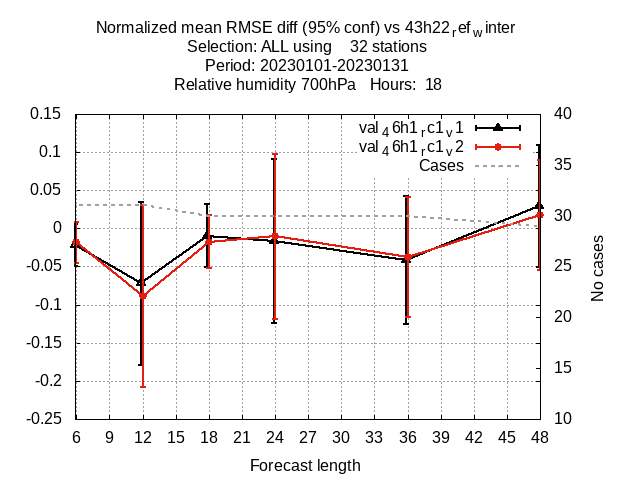 Normalized mean RMSE diff (95% conf) vs 43h22refwinter
Selection: ALL using 32 stations
Period: 20230101-20230131
Relative humidity 700hPa Hours: 18
val46h1rc1v1
val46h1rc1v2
Cases
0.15
0.1
0.05
0
-0.05
-0.1
-0.15
-0.2
-0.25
40
35
30
25
20
15
10
No cases
6 9 12 15 18 21 24 27 30 33 36 39 42 45 48
Forecast length